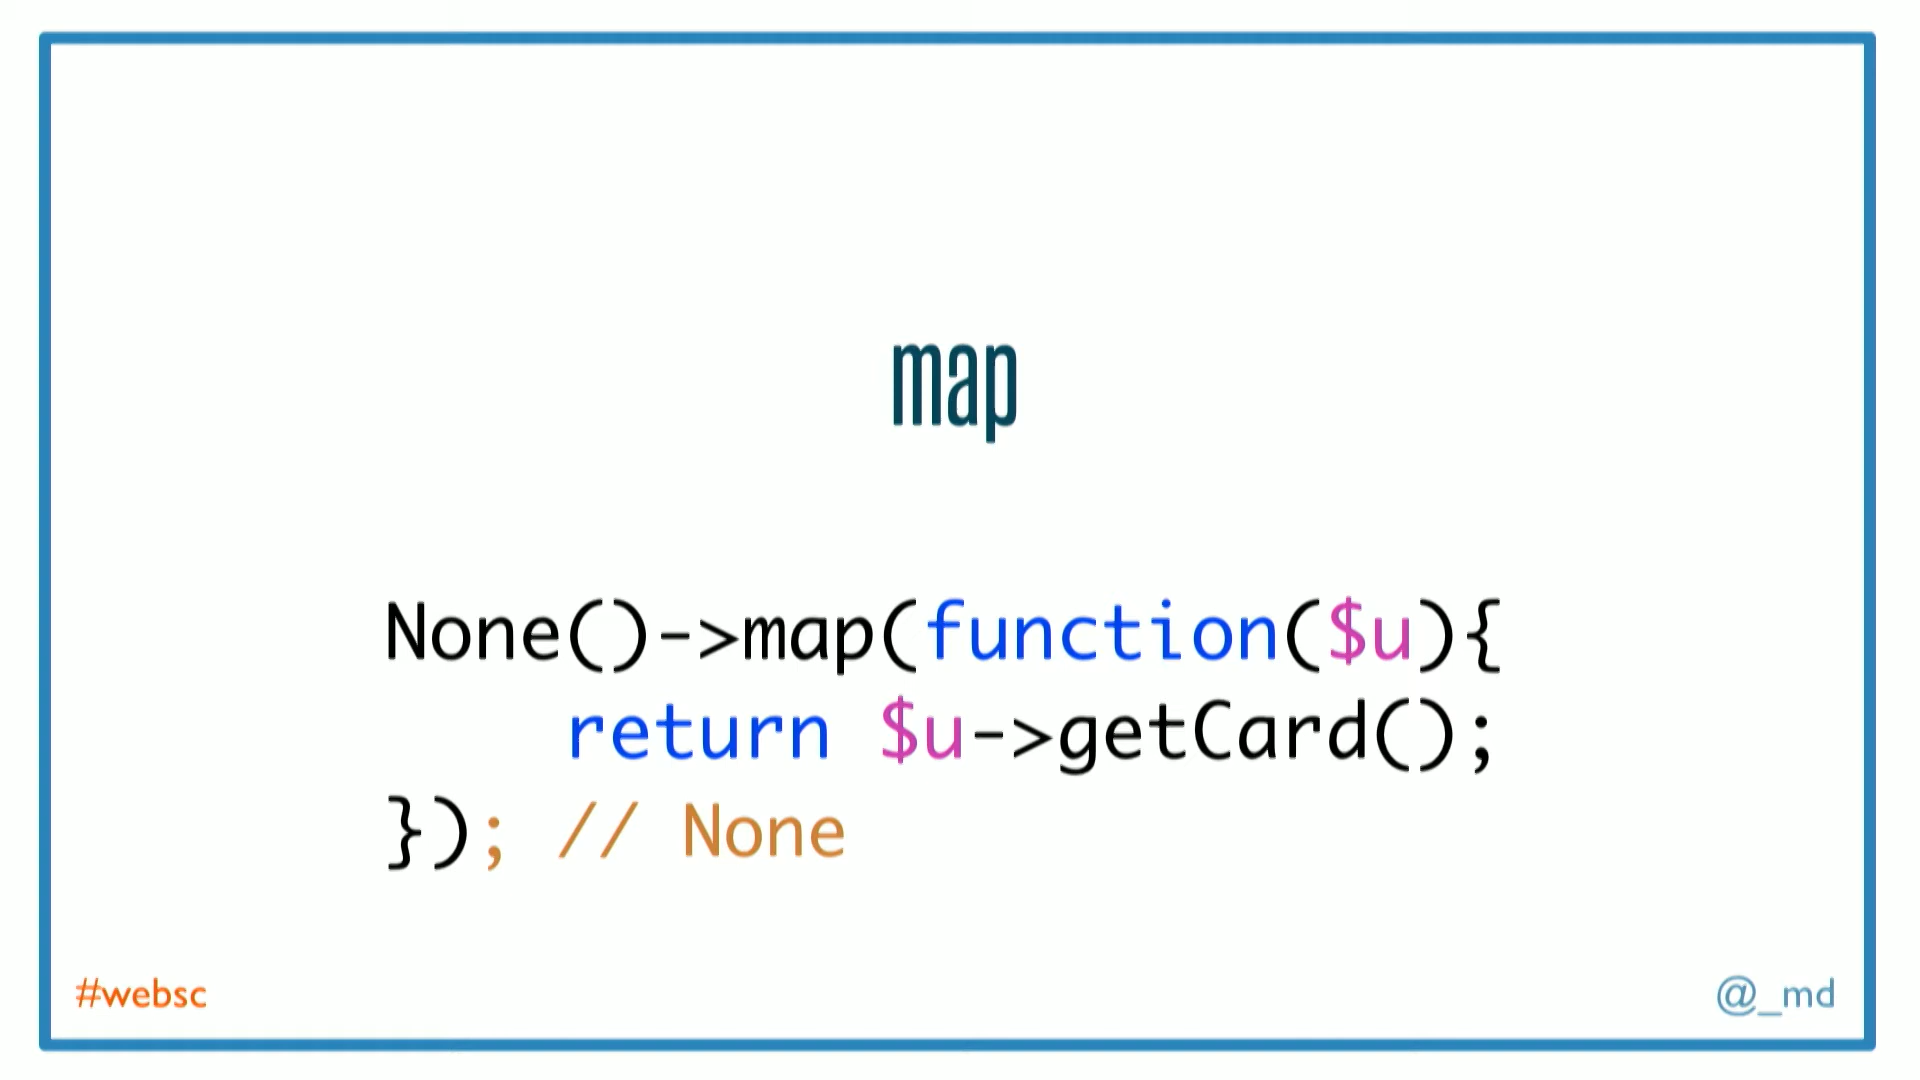 map
None()->map(function($u){
    return $u->getCard();
}); // None
#websc
@_md